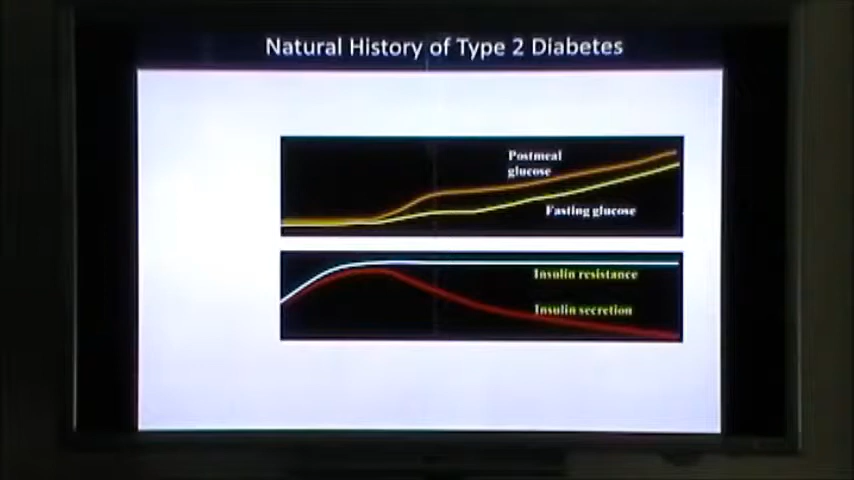 Natural History of Type 2 Diabetes
Postmeal
glucose
Fasting glucose
Insulin resistance
Insulin secretion